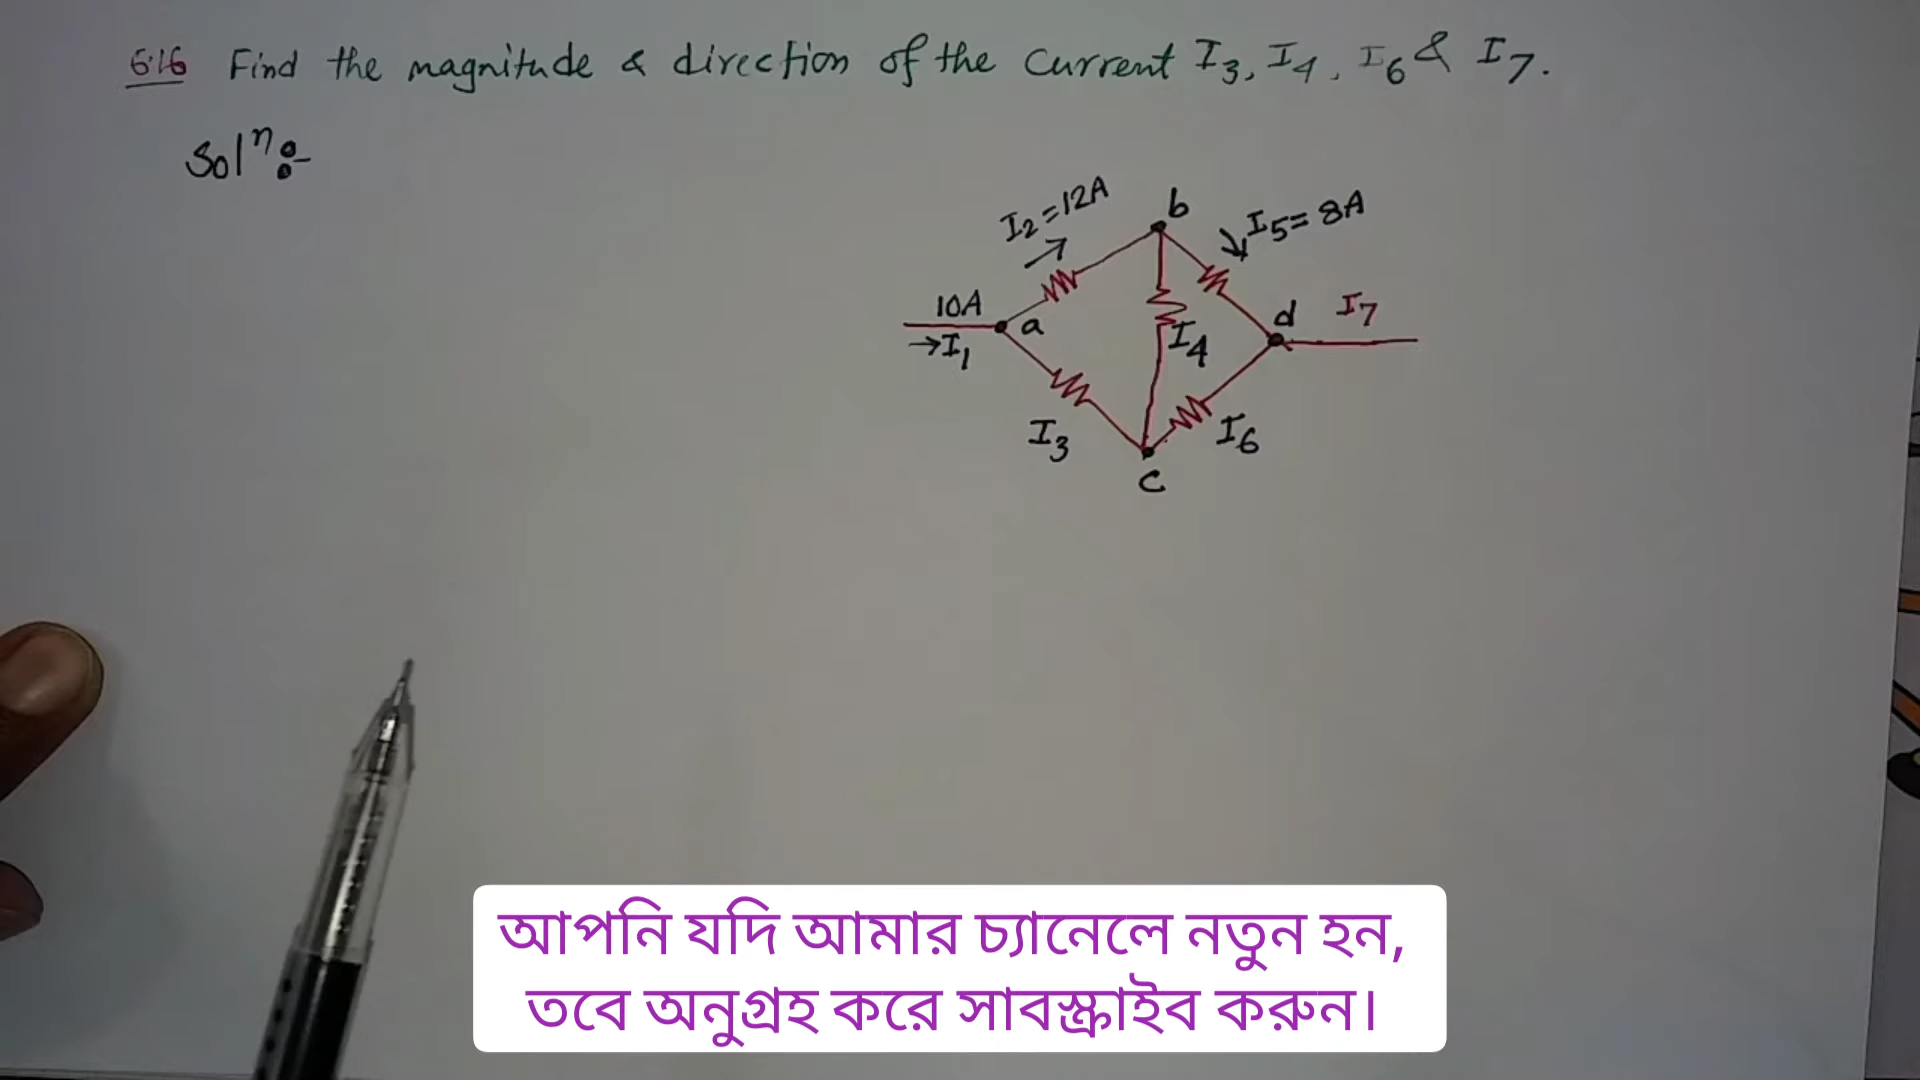 6.16 Find the magnitude & direction of the current I3, I4, I6 & I7.
Solⁿ:-
I2=12A
b
I5=8A
10A
a
→I1
I4
d
I7
I3
I6
c
আপনি যদি আমার চ্যানেলে নতুন হন,
তবে অনুগ্রহ করে সাবস্ক্রাইব করুন।